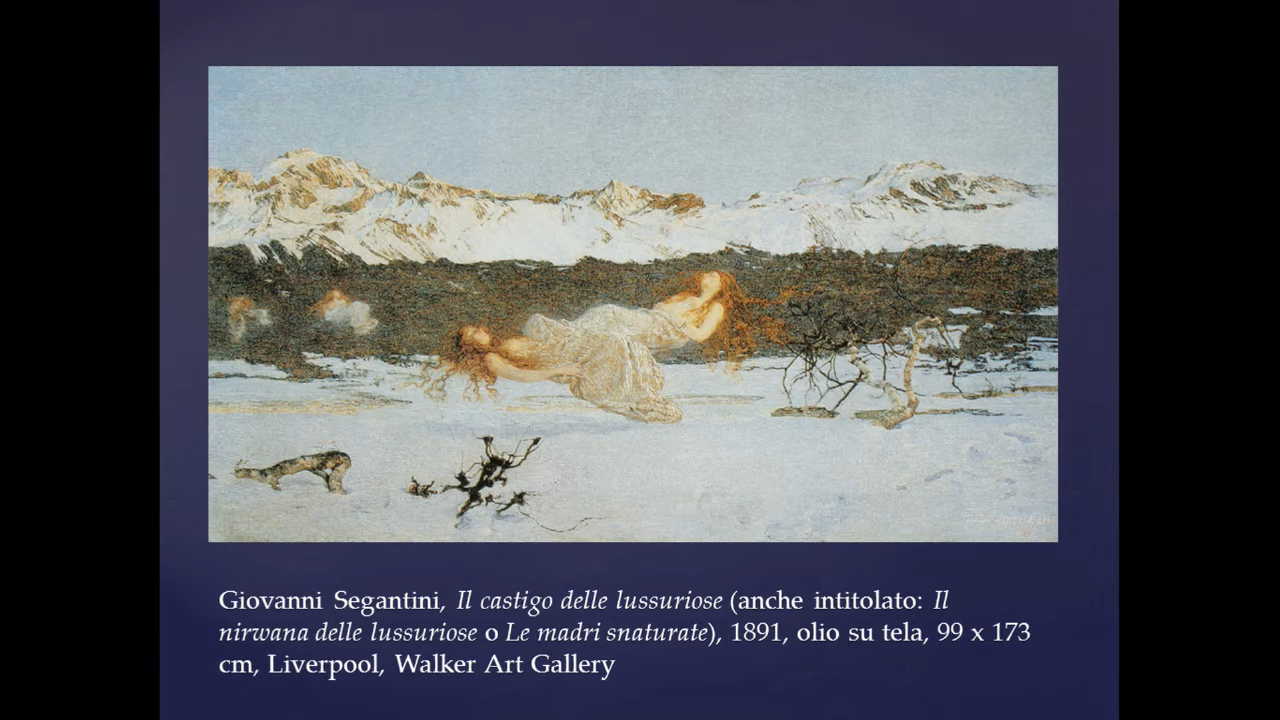 Giovanni Segantini, Il castigo delle lussuriose (anche intitolato: Il
nirwana delle lussuriose o Le madri snaturate), 1891, olio su tela, 99 x 173
cm, Liverpool, Walker Art Gallery